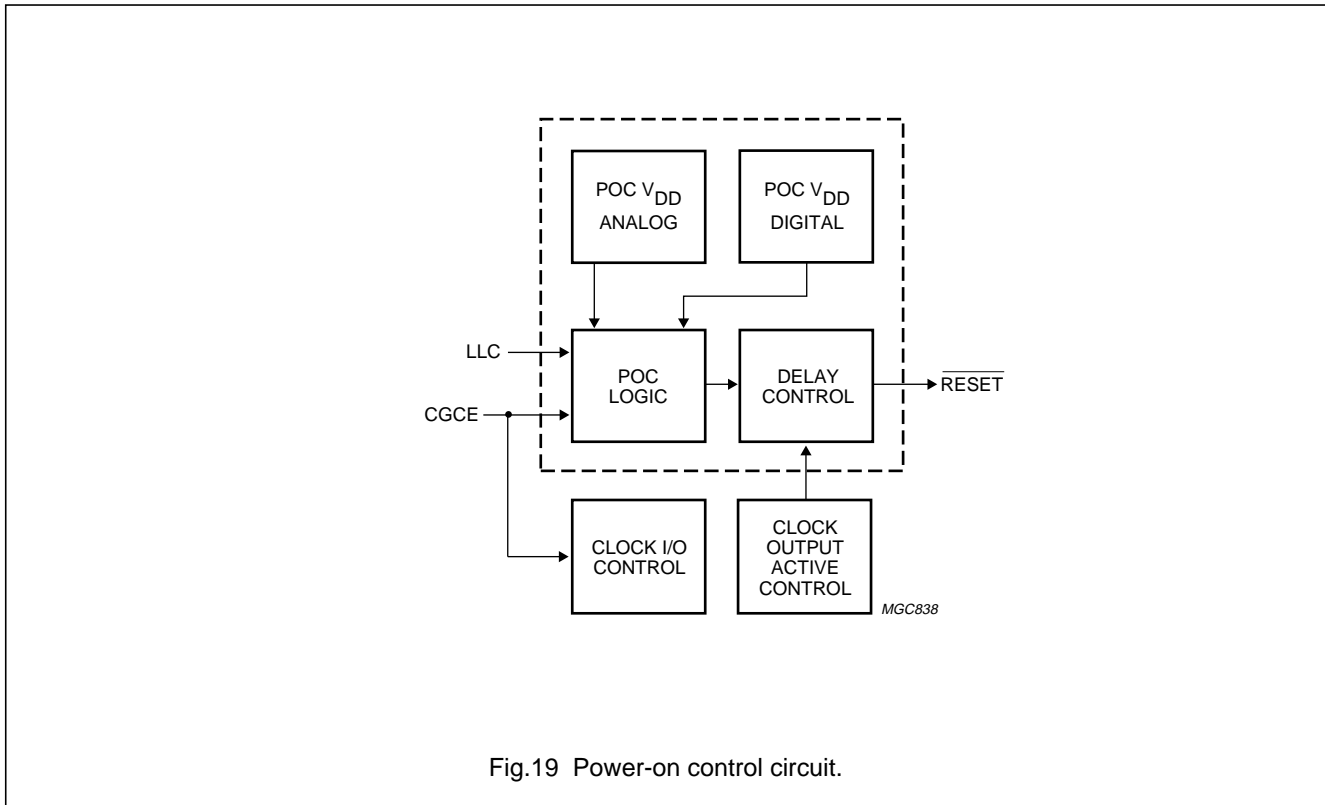 POC VDD
ANALOG
POC VDD
DIGITAL
LLC
CGCE
POC
LOGIC
DELAY
CONTROL
RESET
CLOCK I/O
CONTROL
CLOCK
OUTPUT
ACTIVE
CONTROL
MGC838
Fig.19 Power-on control circuit.